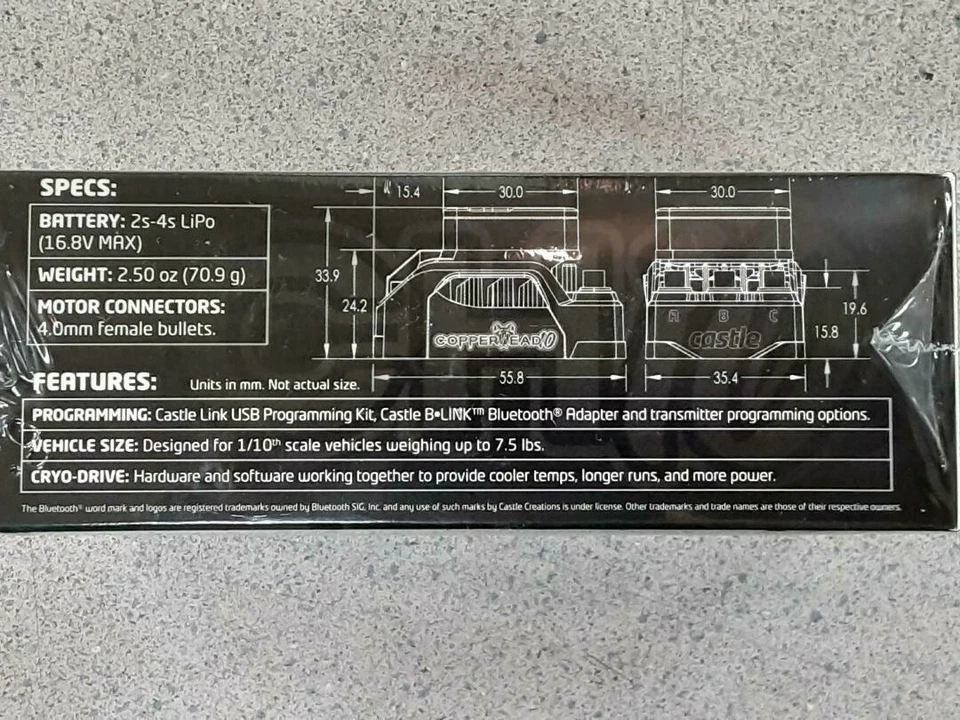 SPECS:
BATTERY: 2s-4s LiPo
(16.8V MAX)
WEIGHT: 2.50 oz (70.9 g)
MOTOR CONNECTORS:
4.0mm female bullets.
15.4
30.0
30.0
33.9
24.2
19.6
15.8
A B C
COPPERHEAD10
castle
55.8
35.4
FEATURES:
Units in mm. Not actual size.
PROGRAMMING: Castle Link USB Programming Kit, Castle B•LINK™ Bluetooth® Adapter and transmitter programming options.
VEHICLE SIZE: Designed for 1/10th scale vehicles weighing up to 7.5 lbs.
CRYO-DRIVE: Hardware and software working together to provide cooler temps, longer runs, and more power.
The Bluetooth® word mark and logos are registered trademarks owned by Bluetooth SIG, Inc. and any use of such marks by Castle Creations is under license. Other trademarks and trade names are those of their respective owners.